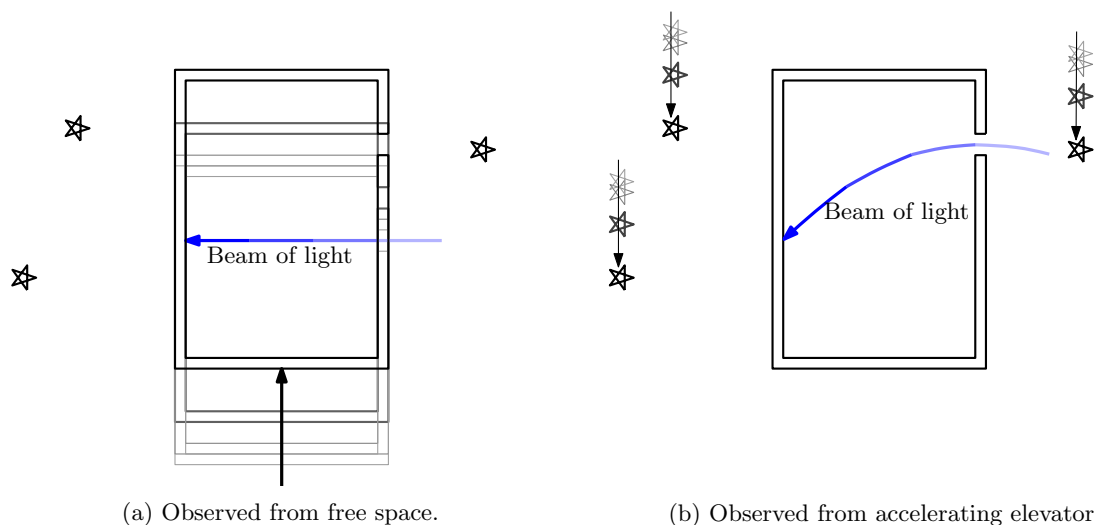 Beam of light
Beam of light
(a) Observed from free space.
(b) Observed from accelerating elevator